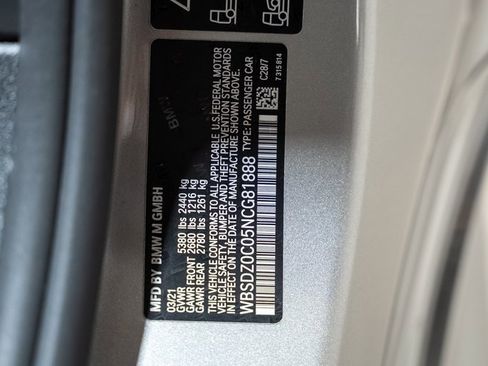 MFD BY BMW M GMBH
03/21
GVWR 5380 lbs 2440 kg
GAWR FRONT 2680 lbs 1216 kg
GAWR REAR 2780 lbs 1261 kg
THIS VEHICLE CONFORMS TO ALL APPLICABLE U.S.FEDERAL MOTOR
VEHICLE SAFETY, BUMPER AND THEFT PREVENTION STANDARDS
IN EFFECT ON THE DATE OF MANUFACTURE SHOWN ABOVE.
WBSDZ0C05NCG81888 TYPE: PASSENGER CAR
C28/7
7 315 814